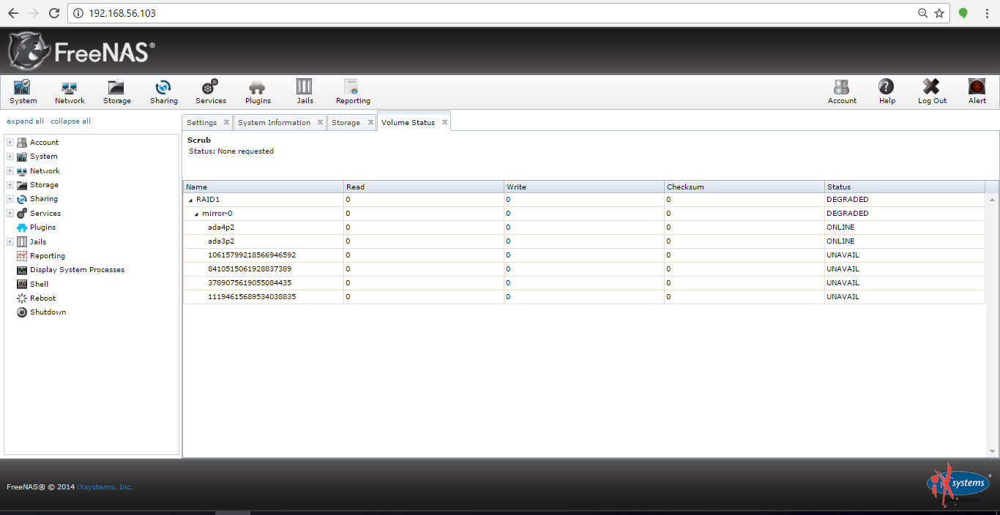 192.168.56.103
FreeNAS®
System Network Storage Sharing Services Plugins Jails Reporting Account Help Log Out Alert
expand all collapse all
Settings System Information Storage Volume Status
Account
System
Network
Storage
Sharing
Services
Plugins
Jails
Reporting
Display System Processes
Shell
Reboot
Shutdown
Scrub
Status: None requested
Name Read Write Checksum Status
RAID1 0 0 0 DEGRADED
mirror-0 0 0 0 DEGRADED
ada4p2 0 0 0 ONLINE
ada3p2 0 0 0 ONLINE
10615799218566946592 0 0 0 UNAVAIL
8410515061928837389 0 0 0 UNAVAIL
3789075619055084435 0 0 0 UNAVAIL
11194615689534038835 0 0 0 UNAVAIL
FreeNAS® © 2014 iXsystems, Inc.
iXsystems®